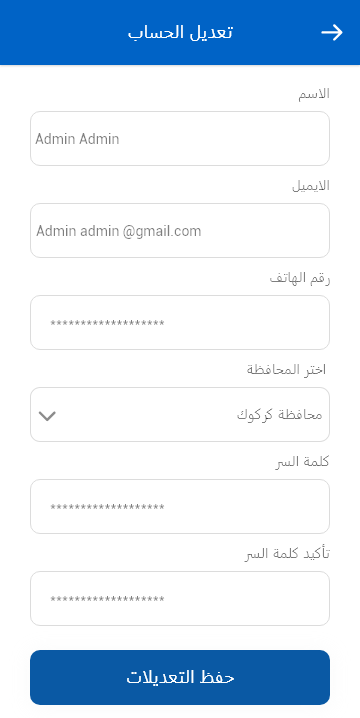 تعديل الحساب
الاسم
Admin Admin
الايميل
Admin admin @gmail.com
رقم الهاتف
*******************
اختر المحافظة
محافظة كركوك
كلمة السر
*******************
تأكيد كلمة السر
*******************
حفظ التعديلات